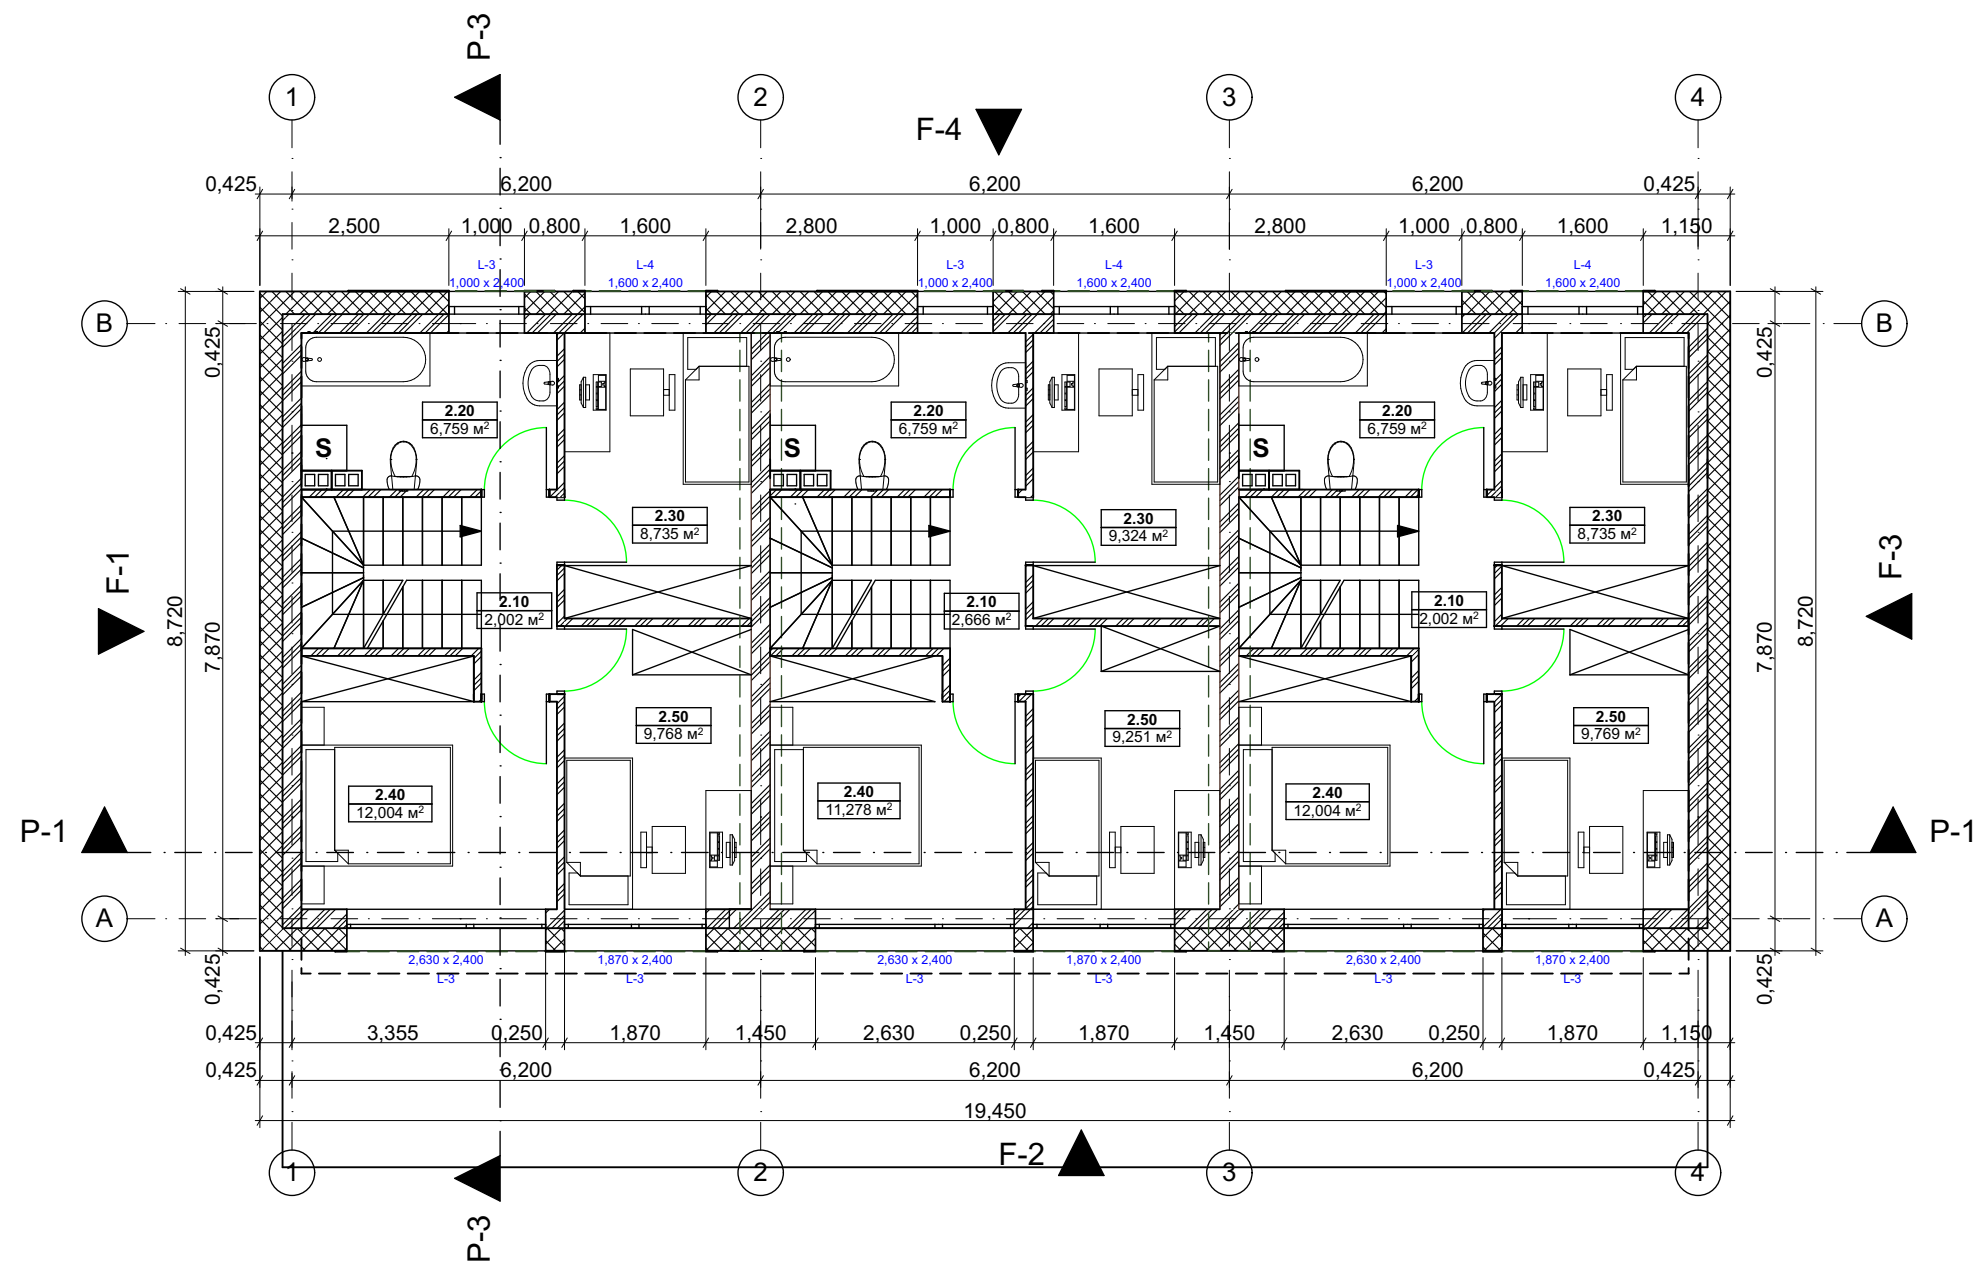 P-3
1
2
3
4
F-4
0,425
6,200
6,200
6,200
0,425
2,500
1,000
0,800
1,600
2,800
1,000
0,800
1,600
2,800
1,000
0,800
1,600
1,150
L-3
L-4
L-3
L-4
L-3
L-4
1,000 x 2,400
1,600 x 2,400
1,000 x 2,400
1,600 x 2,400
1,000 x 2,400
1,600 x 2,400
B
B
0,425
0,425
2.20
6,759 м²
2.20
6,759 м²
2.20
6,759 м²
S
S
S
2.30
8,735 м²
2.30
9,324 м²
2.30
8,735 м²
F-1
F-3
8,720
7,870
7,870
8,720
2.10
2,002 м²
2.10
2,666 м²
2.10
2,002 м²
2.50
9,768 м²
2.50
9,251 м²
2.50
9,769 м²
2.40
12,004 м²
2.40
11,278 м²
2.40
12,004 м²
P-1
P-1
A
A
2,630 x 2,400
1,870 x 2,400
2,630 x 2,400
1,870 x 2,400
2,630 x 2,400
1,870 x 2,400
L-3
L-3
L-3
L-3
L-3
L-3
0,425
0,425
0,425
3,355
0,250
1,870
1,450
2,630
0,250
1,870
1,450
2,630
0,250
1,870
1,150
0,425
6,200
6,200
6,200
0,425
19,450
F-2
1
2
3
4
P-3